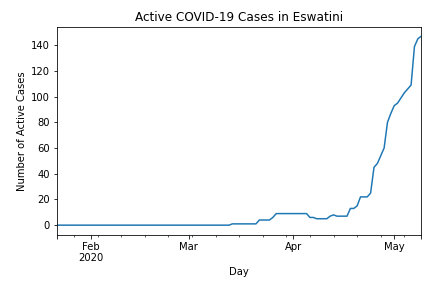 Active COVID-19 Cases in Eswatini
Number of Active Cases
140
120
100
80
60
40
20
0
Feb
2020
Mar
Apr
May
Day